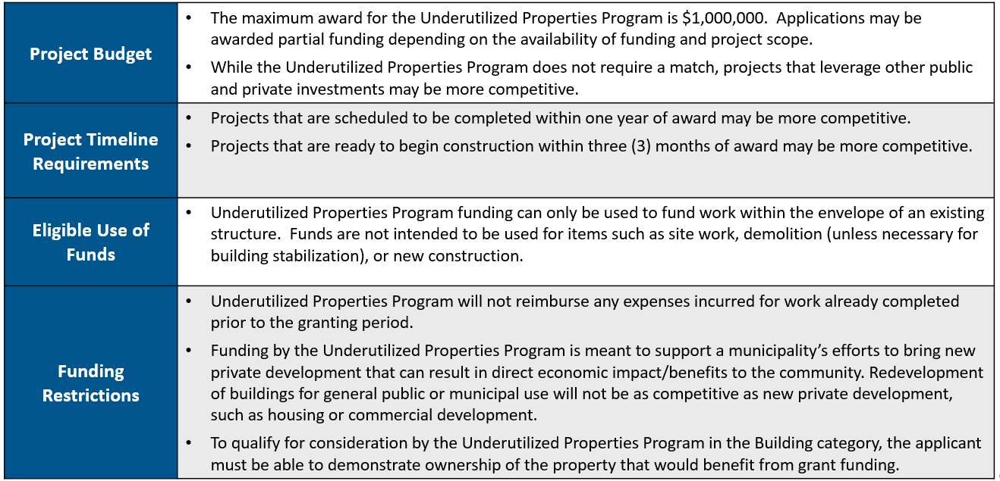 Project Budget
• The maximum award for the Underutilized Properties Program is $1,000,000.  Applications may be
awarded partial funding depending on the availability of funding and project scope.
• While the Underutilized Properties Program does not require a match, projects that leverage other public
and private investments may be more competitive.
Project Timeline
Requirements
• Projects that are scheduled to be completed within one year of award may be more competitive.
• Projects that are ready to begin construction within three (3) months of award may be more competitive.
Eligible Use of
Funds
• Underutilized Properties Program funding can only be used to fund work within the envelope of an existing
structure.  Funds are not intended to be used for items such as site work, demolition (unless necessary for
building stabilization), or new construction.
Funding
Restrictions
• Underutilized Properties Program will not reimburse any expenses incurred for work already completed
prior to the granting period.
• Funding by the Underutilized Properties Program is meant to support a municipality’s efforts to bring new
private development that can result in direct economic impact/benefits to the community. Redevelopment
of buildings for general public or municipal use will not be as competitive as new private development,
such as housing or commercial development.
• To qualify for consideration by the Underutilized Properties Program in the Building category, the applicant
must be able to demonstrate ownership of the property that would benefit from grant funding.